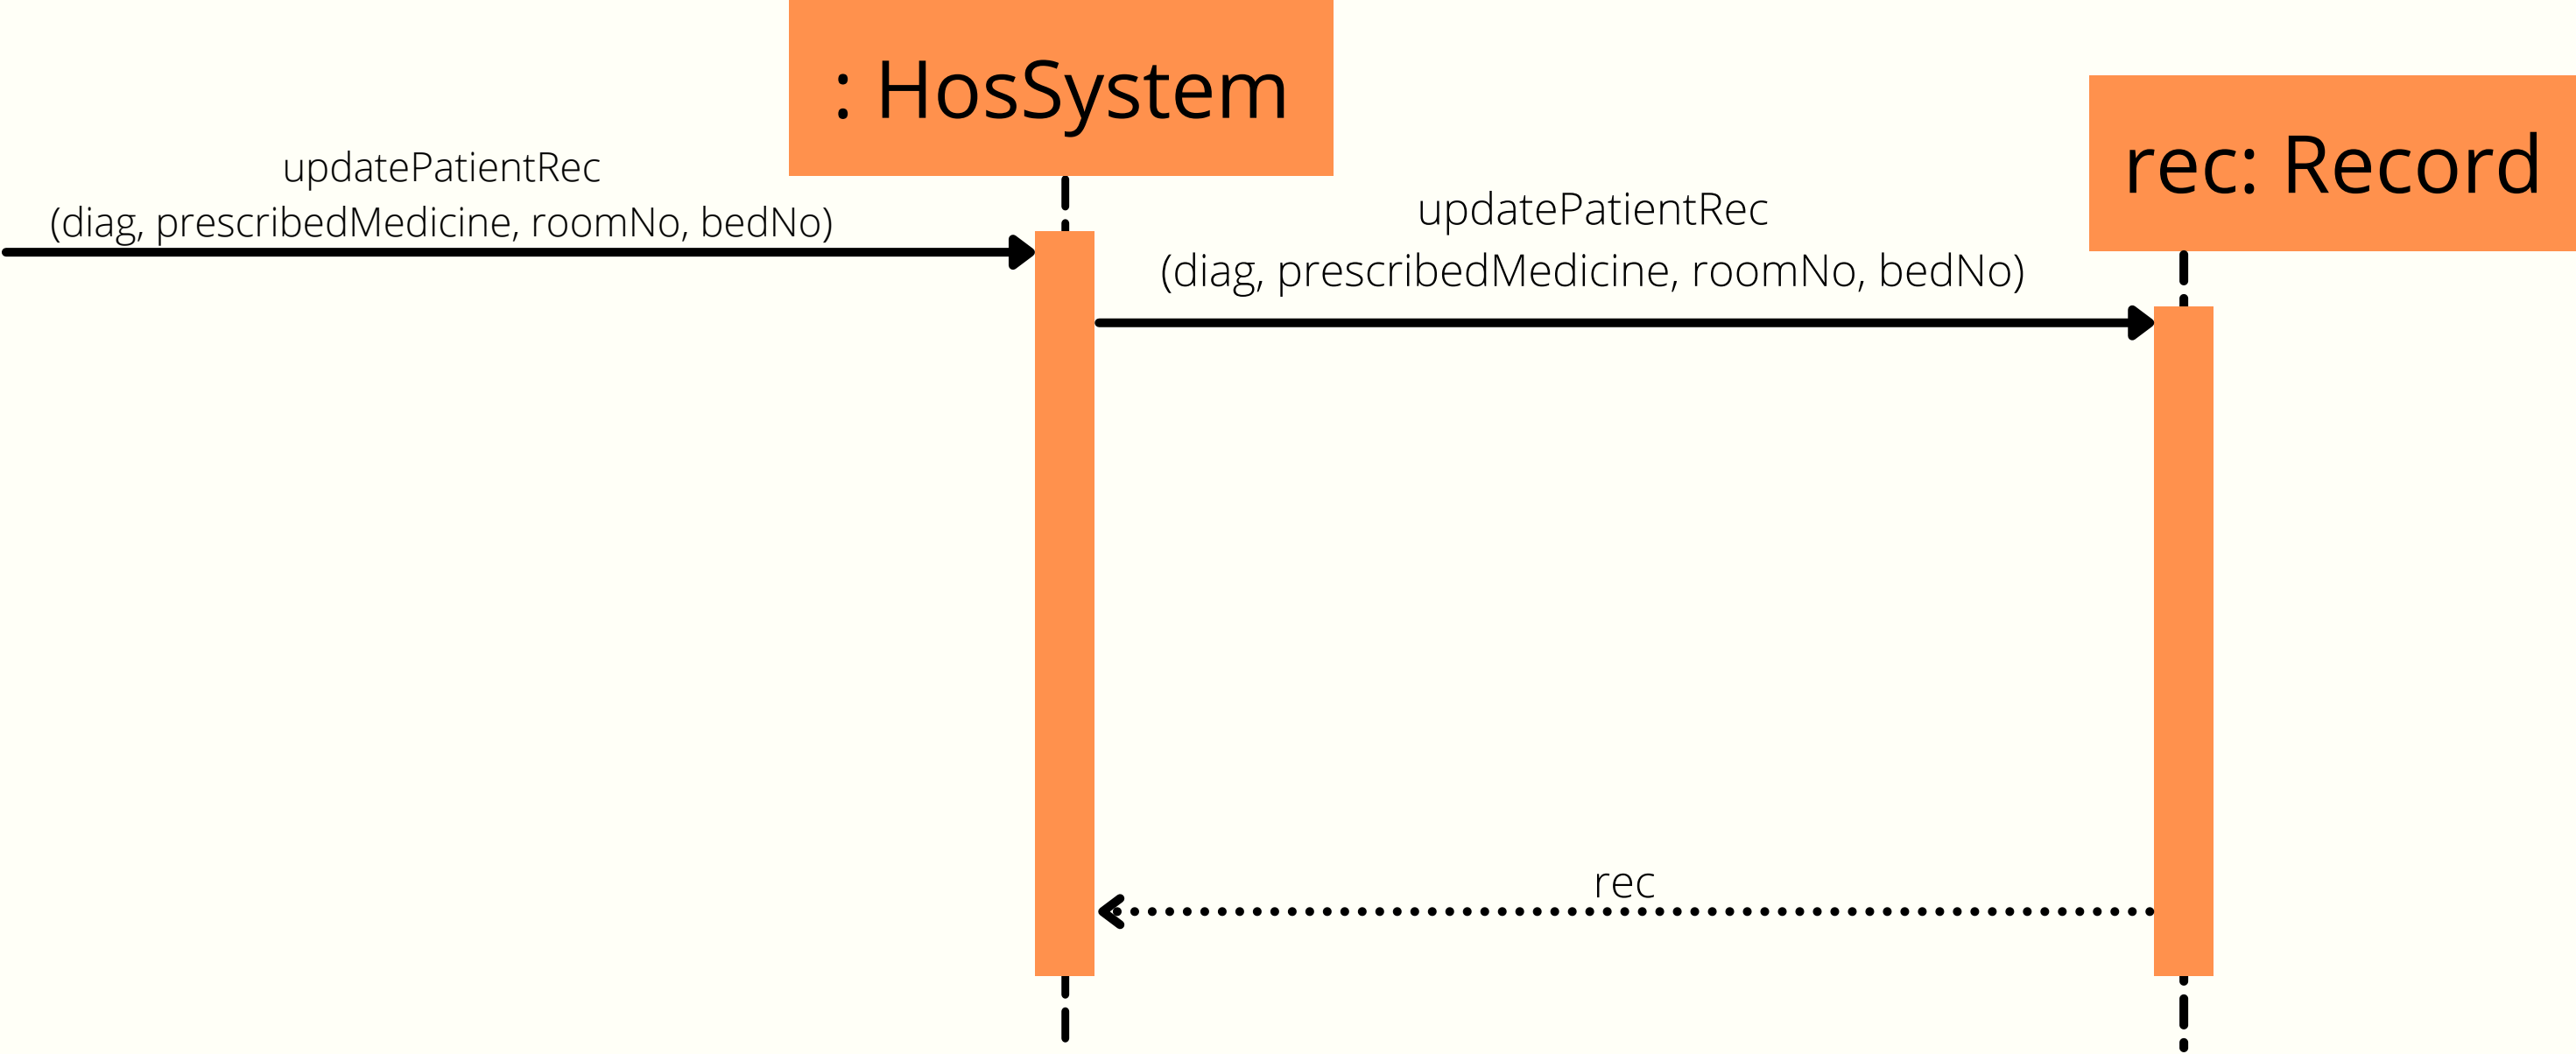 : HosSystem
rec: Record
updatePatientRec
(diag, prescribedMedicine, roomNo, bedNo)
updatePatientRec
(diag, prescribedMedicine, roomNo, bedNo)
rec